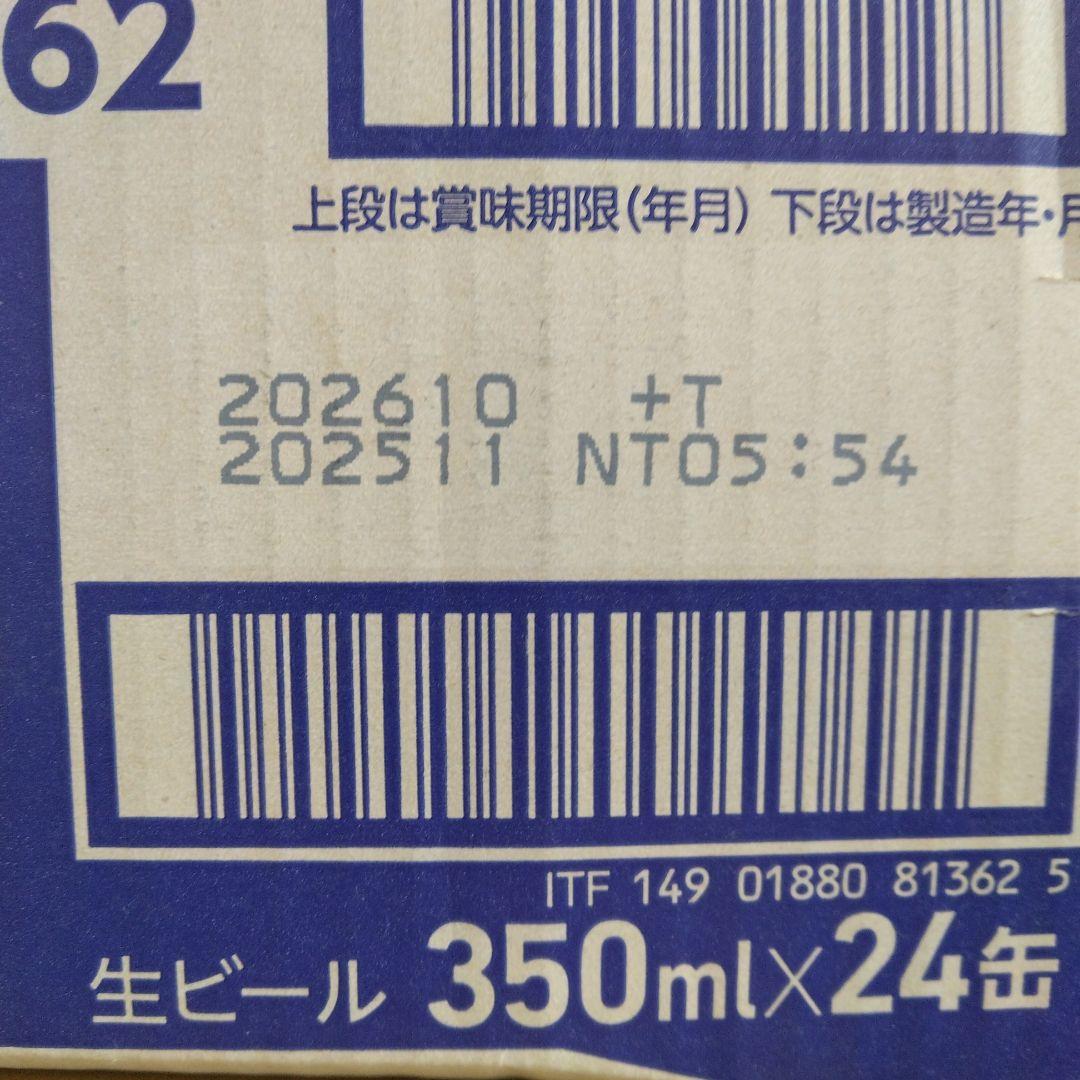 62
上段は賞味期限(年月) 下段は製造年・月
202610 +T
202511 NT05:54
ITF 149 01880 81362 5
生ビール 350ml×24缶